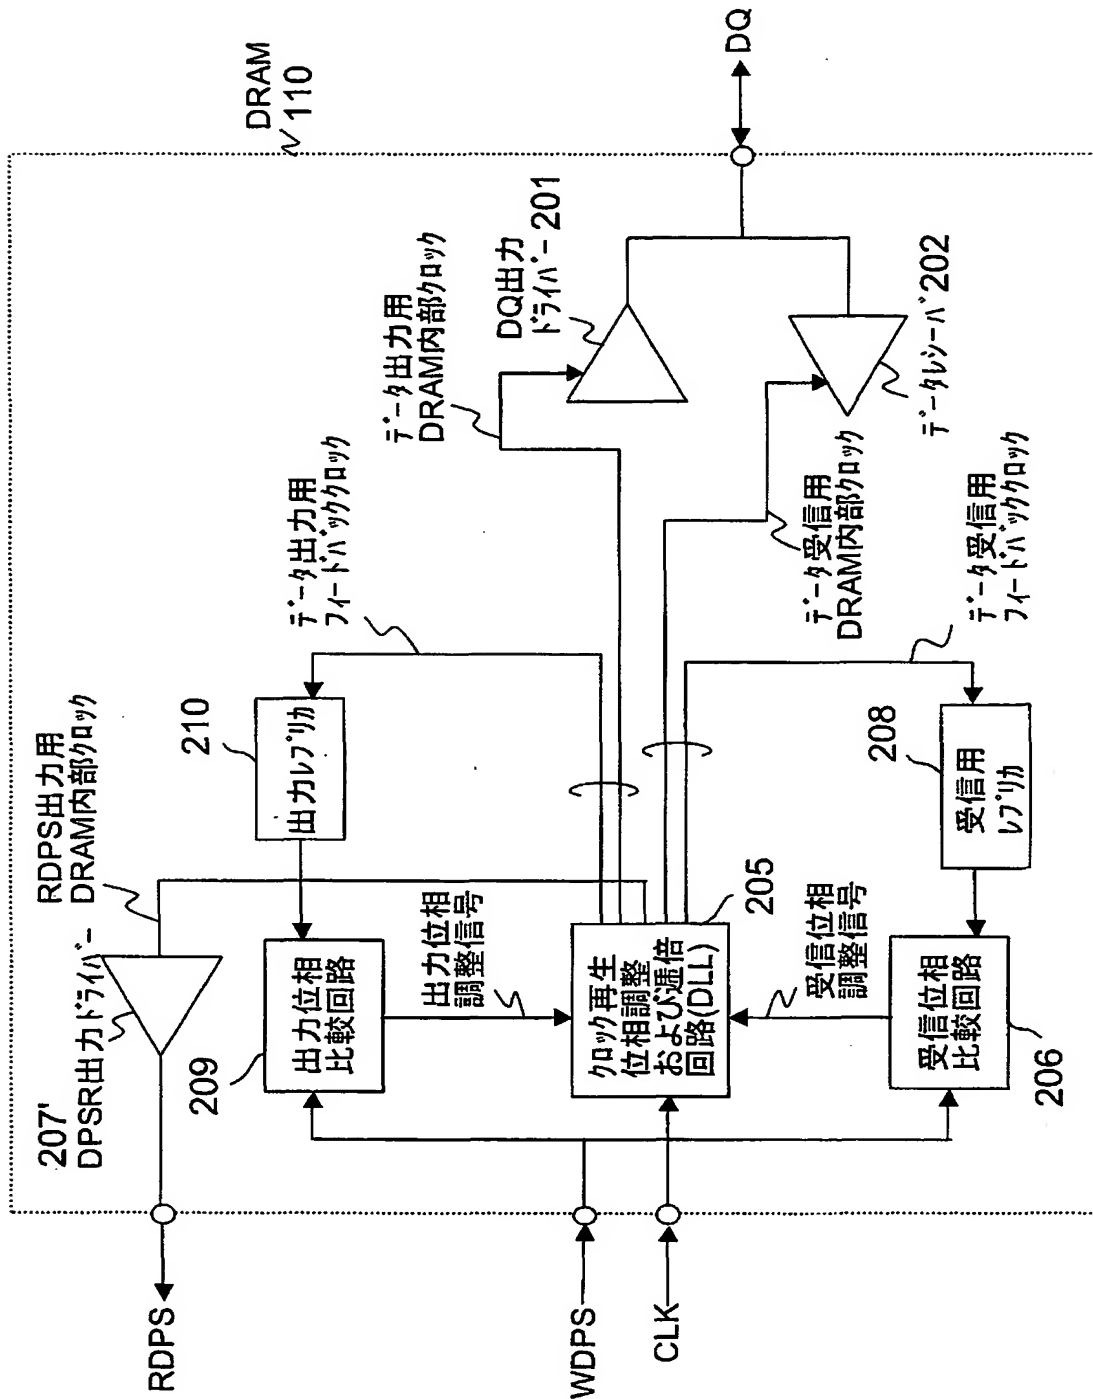 DRAM
110
DQ
DQ出力
ドライバー201
データレシーバ202
データ出力用
DRAM内部クロック
データ受信用
DRAM内部クロック
データ出力用
フィードバッククロック
データ受信用
フィードバッククロック
210
出力レプリカ
208
受信用
レプリカ
RDPS出力用
DRAM内部クロック
207'
DPSR出力ドライバー
209
出力位相
比較回路
出力位相
調整信号
205
クロック再生
位相調整
および逓倍
回路(DLL)
受信位相
調整信号
受信位相
比較回路
206
RDPS
WDPS
CLK